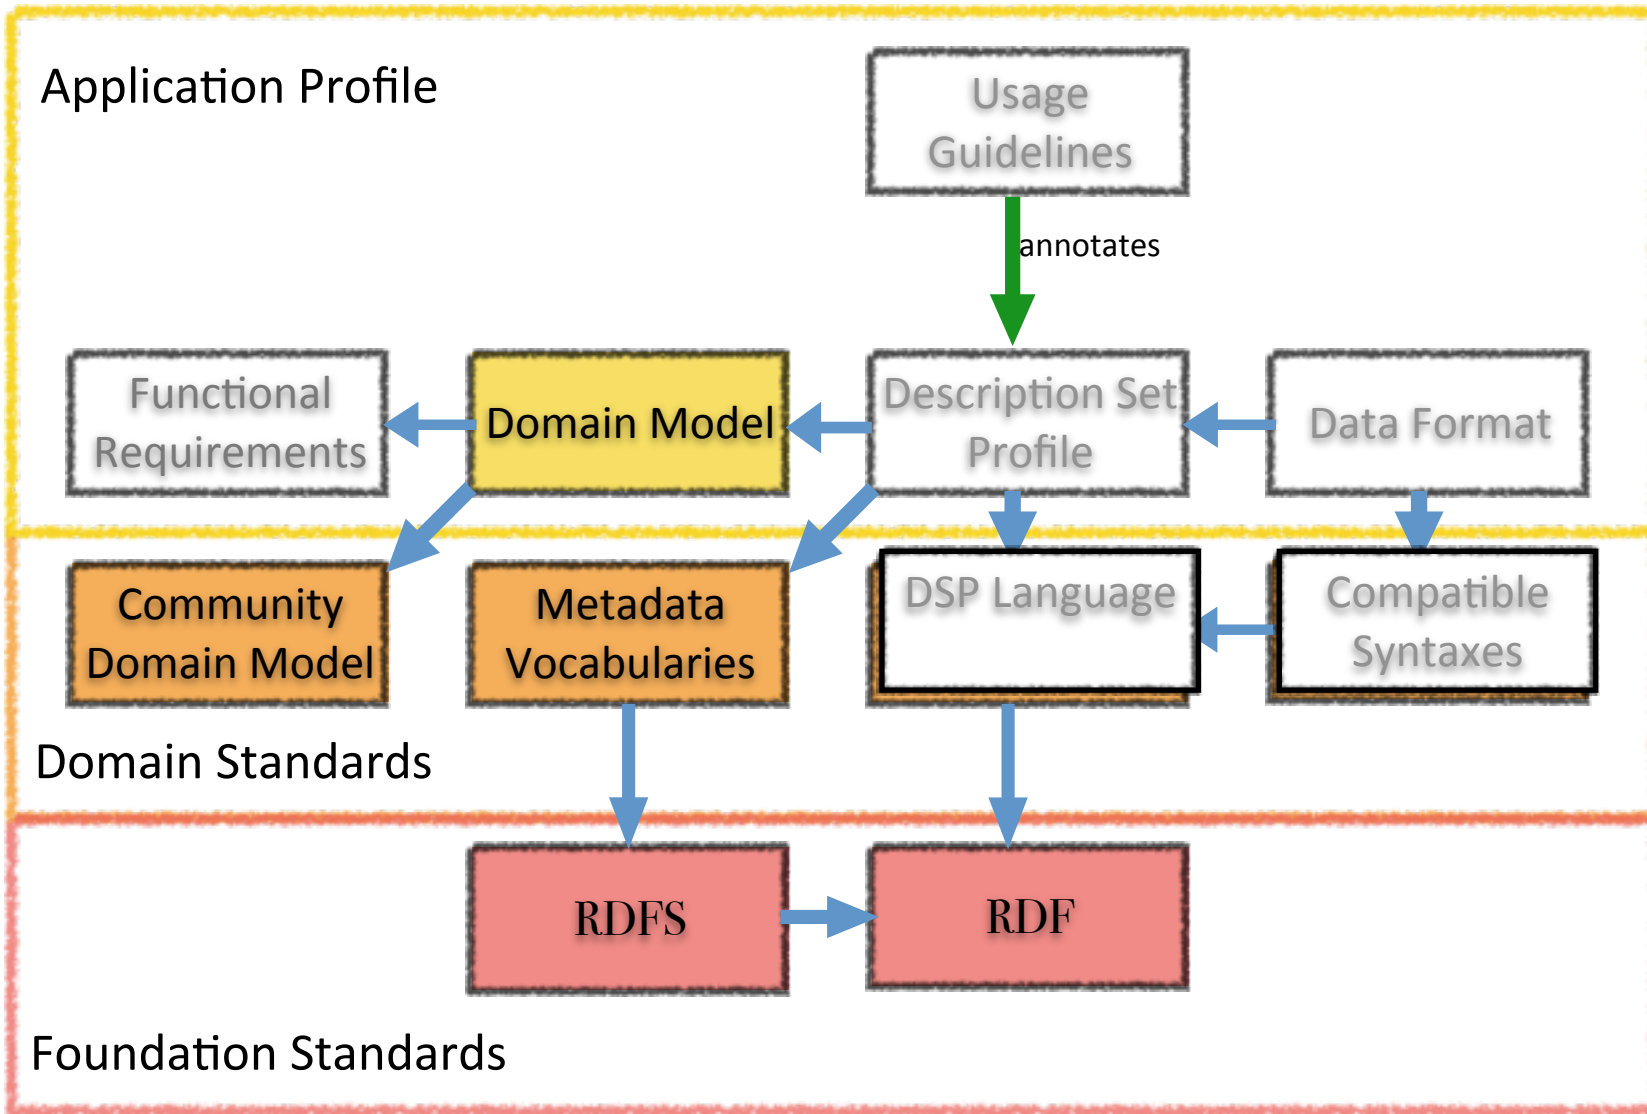 Application Profile
Usage
Guidelines
annotates
Functional
Requirements
Domain Model
Description Set
Profile
Data Format
Community
Domain Model
Metadata
Vocabularies
DSP Language
Compatible
Syntaxes
Domain Standards
RDFS
RDF
Foundation Standards